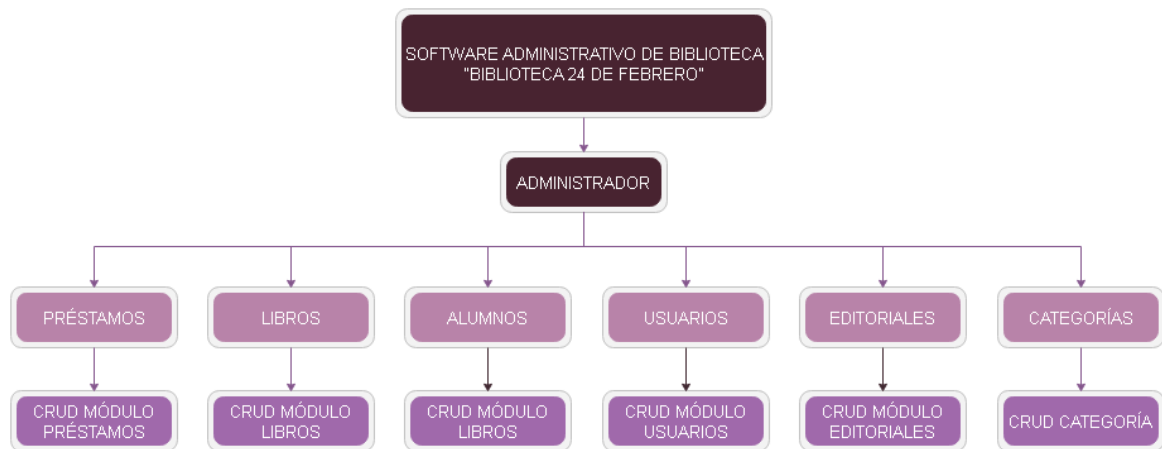 SOFTWARE ADMINISTRATIVO DE BIBLIOTECA
"BIBLIOTECA 24 DE FEBRERO"
ADMINISTRADOR
PRÉSTAMOS
LIBROS
ALUMNOS
USUARIOS
EDITORIALES
CATEGORÍAS
CRUD MÓDULO
PRÉSTAMOS
CRUD MÓDULO
LIBROS
CRUD MÓDULO
LIBROS
CRUD MÓDULO
USUARIOS
CRUD MÓDULO
EDITORIALES
CRUD CATEGORÍA